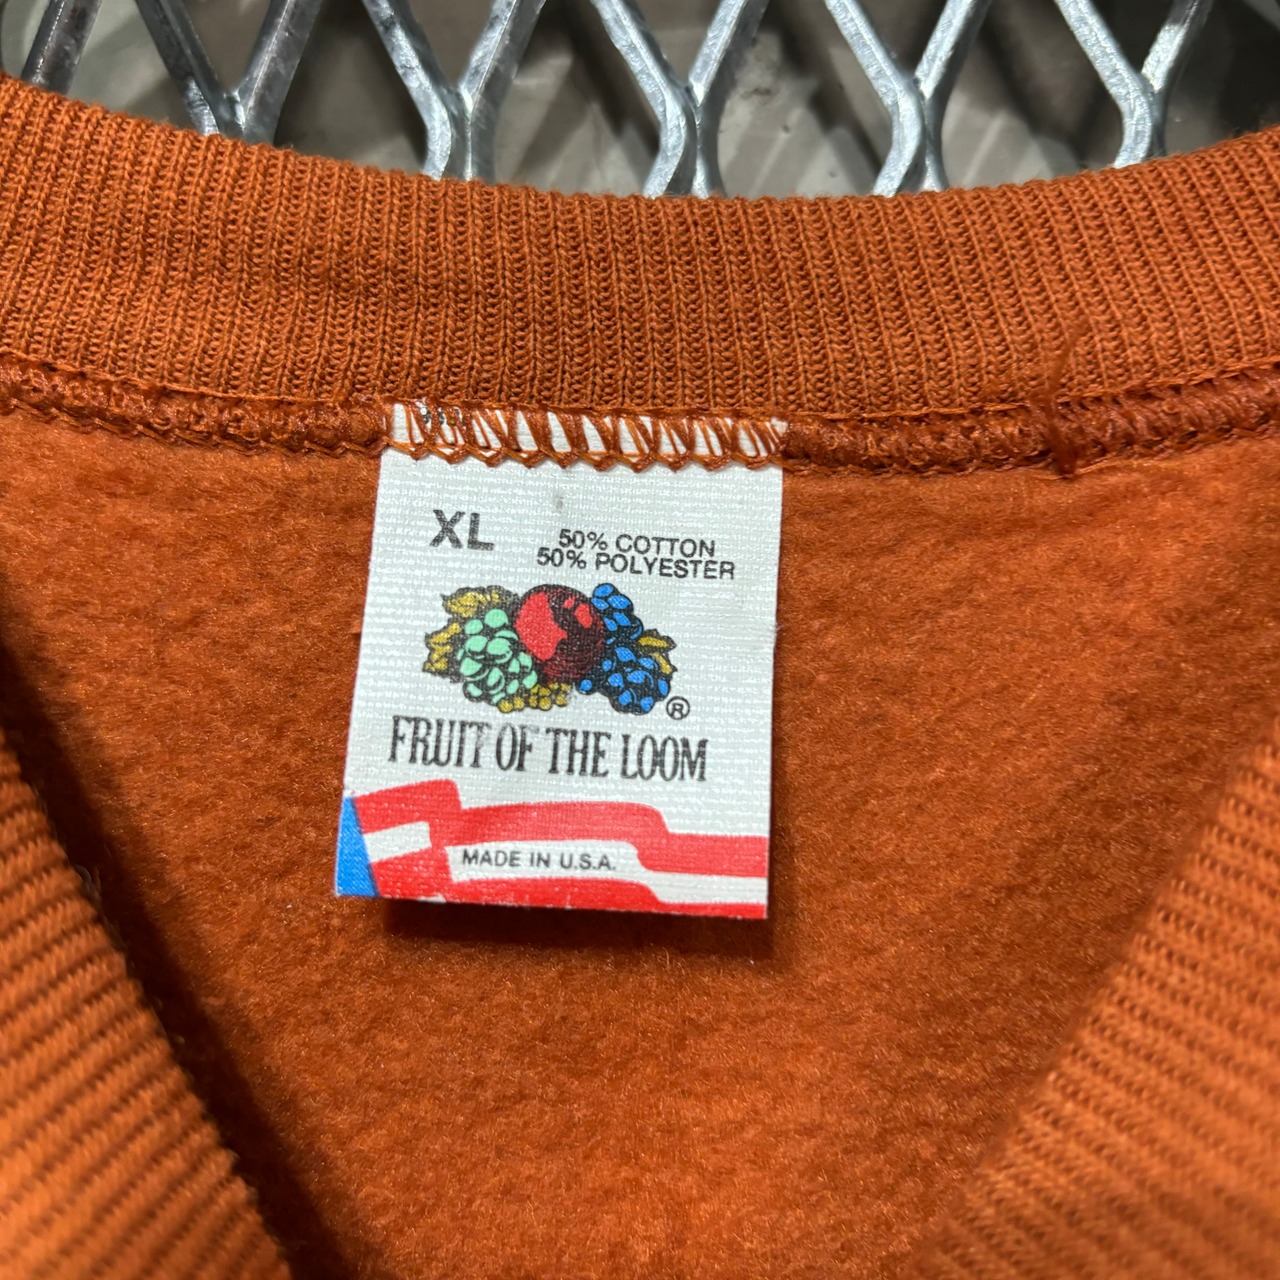 XL
50% COTTON
50% POLYESTER
®
FRUIT OF THE LOOM
MADE IN U.S.A.